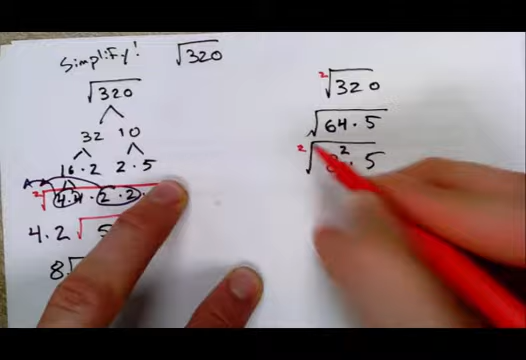 Simplify! √320
√320
32 10
16 · 2 2 · 5
²√4·4 · 2·2 ·
4·2√5
8√
²√320
√64·5
²√8²·5